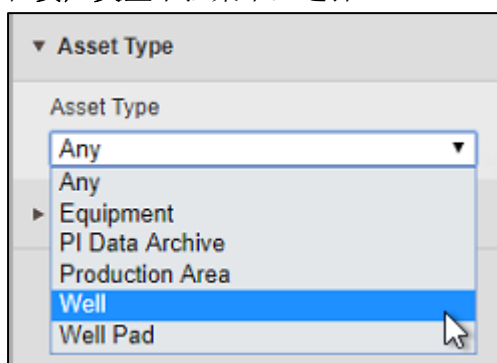 Asset Type
Asset Type
Any
Any
Equipment
PI Data Archive
Production Area
Well
Well Pad